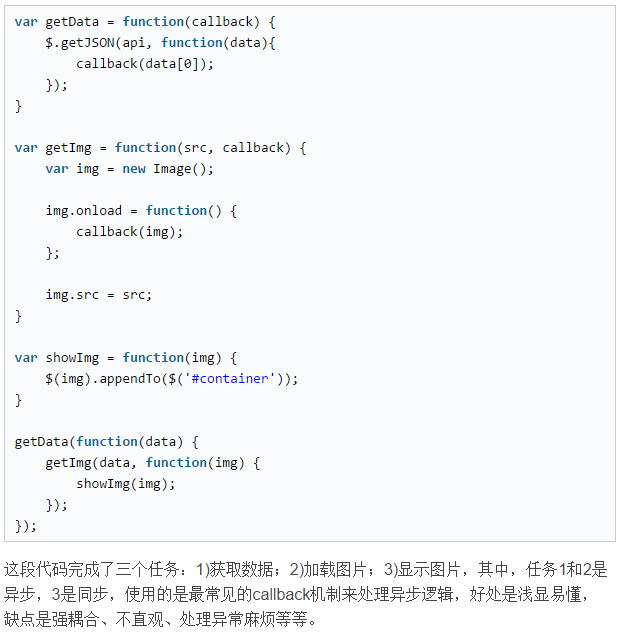 var getData = function(callback) {
    $.getJSON(api, function(data){
        callback(data[0]);
    });
}

var getImg = function(src, callback) {
    var img = new Image();

    img.onload = function() {
        callback(img);
    };

    img.src = src;
}

var showImg = function(img) {
    $(img).appendTo($('#container'));
}

getData(function(data) {
    getImg(data, function(img) {
        showImg(img);
    });
});
这段代码完成了三个任务：1)获取数据；2)加载图片；3)显示图片，其中，任务1和2是
异步，3是同步，使用的是最常见的callback机制来处理异步逻辑，好处是浅显易懂，
缺点是强耦合、不直观、处理异常麻烦等等。